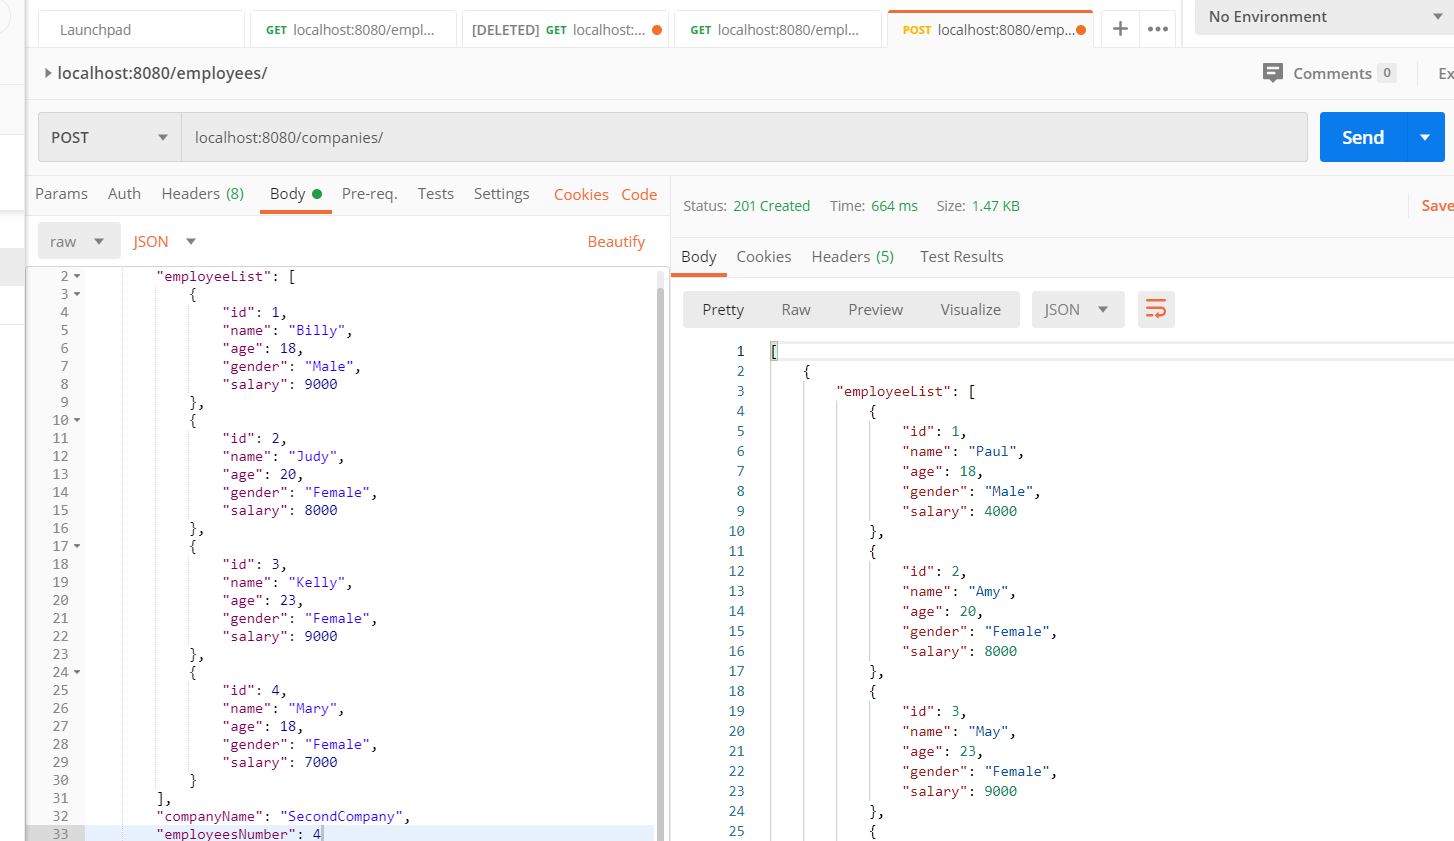 Launchpad GET localhost:8080/empl... [DELETED] GET localhost:... GET localhost:8080/empl... POST localhost:8080/emp... + ••• No Environment
localhost:8080/employees/ Comments 0 Ex
POST localhost:8080/companies/ Send
Params Auth Headers (8) Body Pre-req. Tests Settings Cookies Code
Status: 201 Created Time: 664 ms Size: 1.47 KB Save
raw JSON Beautify
Body Cookies Headers (5) Test Results
Pretty Raw Preview Visualize JSON
2 "employeeList": [
3 {
4 "id": 1,
5 "name": "Billy",
6 "age": 18,
7 "gender": "Male",
8 "salary": 9000
9 },
10 {
11 "id": 2,
12 "name": "Judy",
13 "age": 20,
14 "gender": "Female",
15 "salary": 8000
16 },
17 {
18 "id": 3,
19 "name": "Kelly",
20 "age": 23,
21 "gender": "Female",
22 "salary": 9000
23 },
24 {
25 "id": 4,
26 "name": "Mary",
27 "age": 18,
28 "gender": "Female",
29 "salary": 7000
30 }
31 ],
32 "companyName": "SecondCompany",
33 "employeesNumber": 4
1 [
2 {
3 "employeeList": [
4 {
5 "id": 1,
6 "name": "Paul",
7 "age": 18,
8 "gender": "Male",
9 "salary": 4000
10 },
11 {
12 "id": 2,
13 "name": "Amy",
14 "age": 20,
15 "gender": "Female",
16 "salary": 8000
17 },
18 {
19 "id": 3,
20 "name": "May",
21 "age": 23,
22 "gender": "Female",
23 "salary": 9000
24 },
25 {